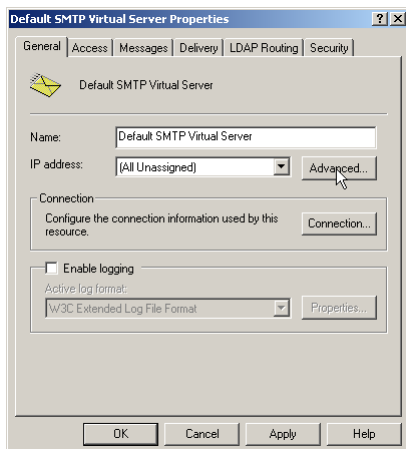 Default SMTP Virtual Server Properties
General Access Messages Delivery LDAP Routing Security
Default SMTP Virtual Server
Name: Default SMTP Virtual Server
IP address: (All Unassigned) Advanced...
Connection
Configure the connection information used by this
resource.
Connection...
Enable logging
Active log format:
W3C Extended Log File Format Properties...
OK Cancel Apply Help